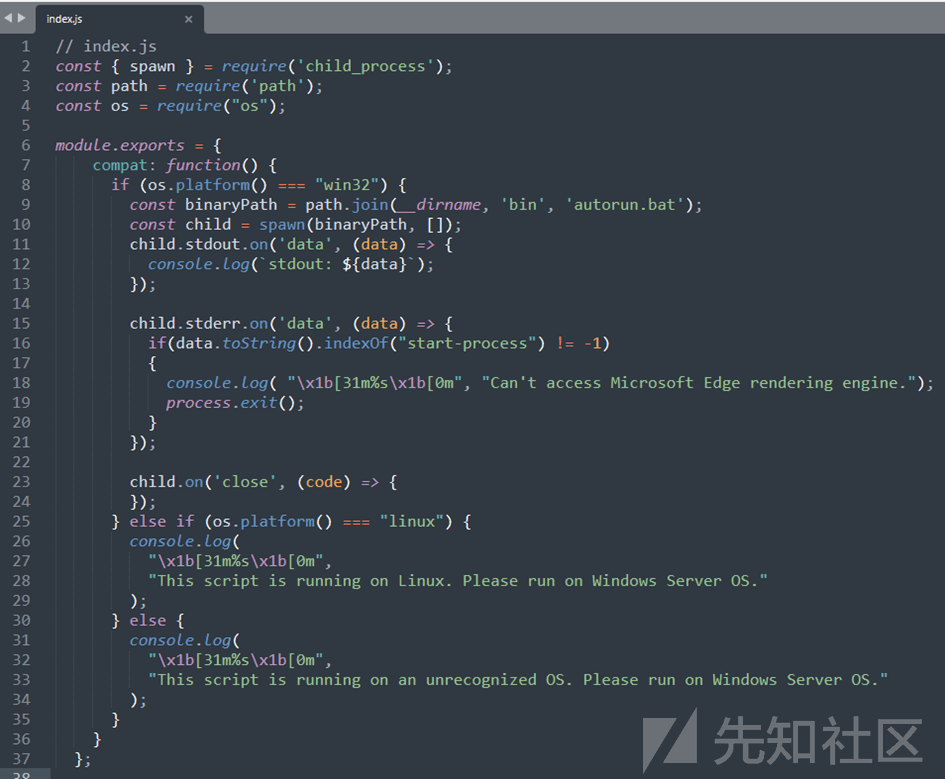 index.js ×
1 // index.js
2 const { spawn } = require('child_process');
3 const path = require('path');
4 const os = require("os");
5
6 module.exports = {
7     compat: function() {
8       if (os.platform() === "win32") {
9         const binaryPath = path.join(__dirname, 'bin', 'autorun.bat');
10         const child = spawn(binaryPath, []);
11         child.stdout.on('data', (data) => {
12           console.log(`stdout: ${data}`);
13         });
14
15         child.stderr.on('data', (data) => {
16           if(data.toString().indexOf("start-process") != -1)
17           {
18             console.log( "\x1b[31m%s\x1b[0m", "Can't access Microsoft Edge rendering engine.");
19             process.exit();
20           }
21         });
22
23         child.on('close', (code) => {
24         });
25       } else if (os.platform() === "linux") {
26         console.log(
27           "\x1b[31m%s\x1b[0m",
28           "This script is running on Linux. Please run on Windows Server OS."
29         );
30       } else {
31         console.log(
32           "\x1b[31m%s\x1b[0m",
33           "This script is running on an unrecognized OS. Please run on Windows Server OS."
34         );
35       }
36     }
37   };
38
先知社区